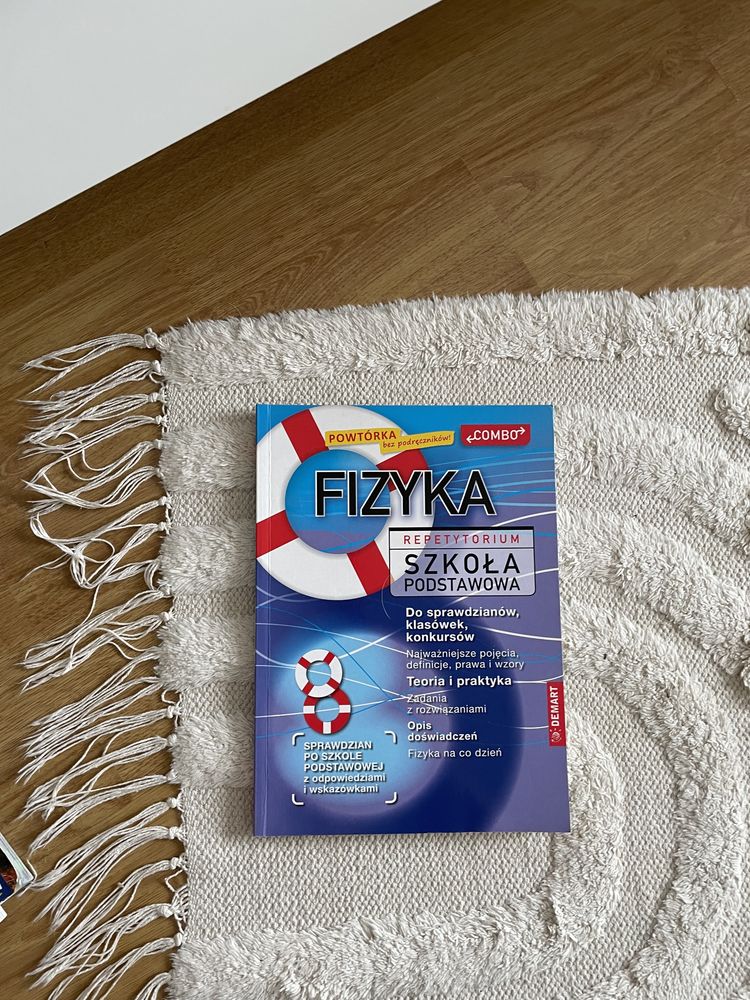 POWTÓRKA bez podręczników!
COMBO
FIZYKA
REPETYTORIUM
SZKOŁA
PODSTAWOWA
Do sprawdzianów,
klasówek,
konkursów
Najważniejsze pojęcia,
definicje, prawa i wzory
Teoria i praktyka
Zadania
z rozwiązaniami
Opis
doświadczeń
Fizyka na co dzień
8
SPRAWDZIAN
PO SZKOLE
PODSTAWOWEJ
z odpowiedziami
i wskazówkami
DEMART